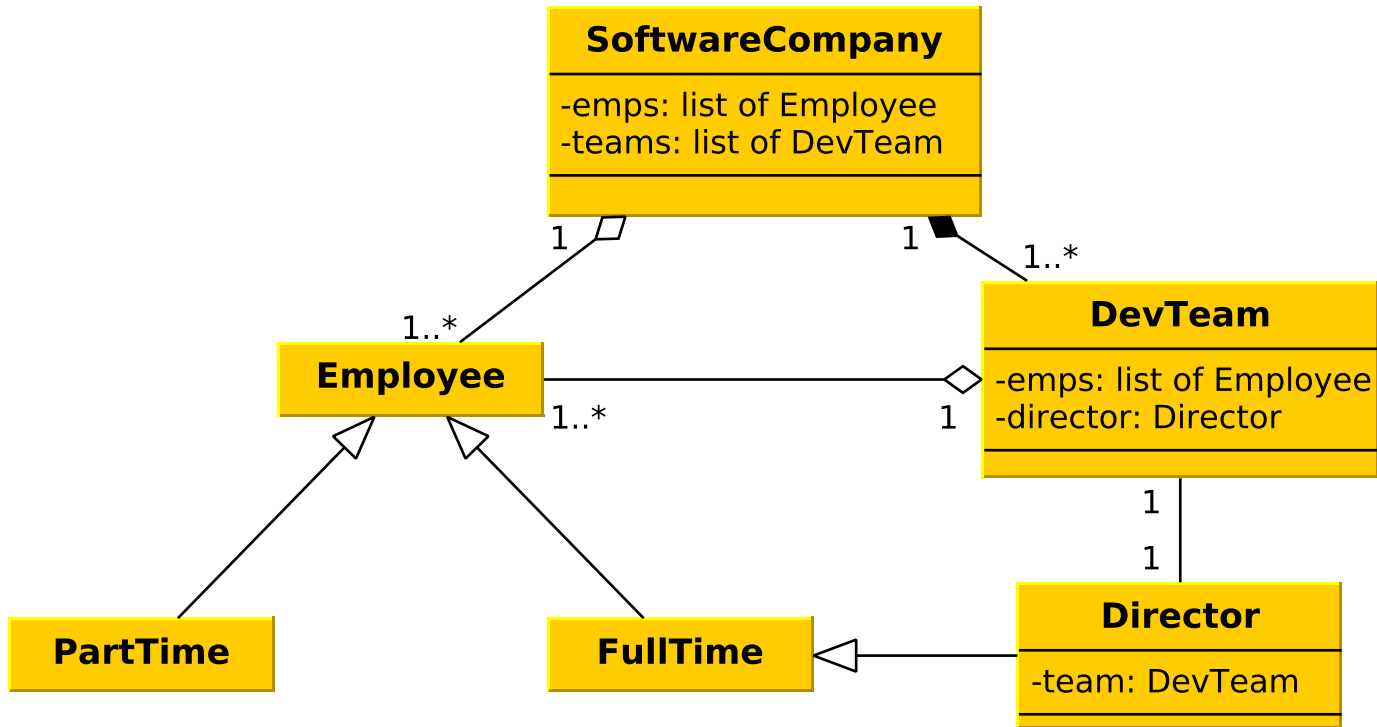 SoftwareCompany
-emps: list of Employee
-teams: list of DevTeam
1
1
1..*
1..*
DevTeam
-emps: list of Employee
-director: Director
Employee
1..*
1
1
1
Director
-team: DevTeam
PartTime
FullTime